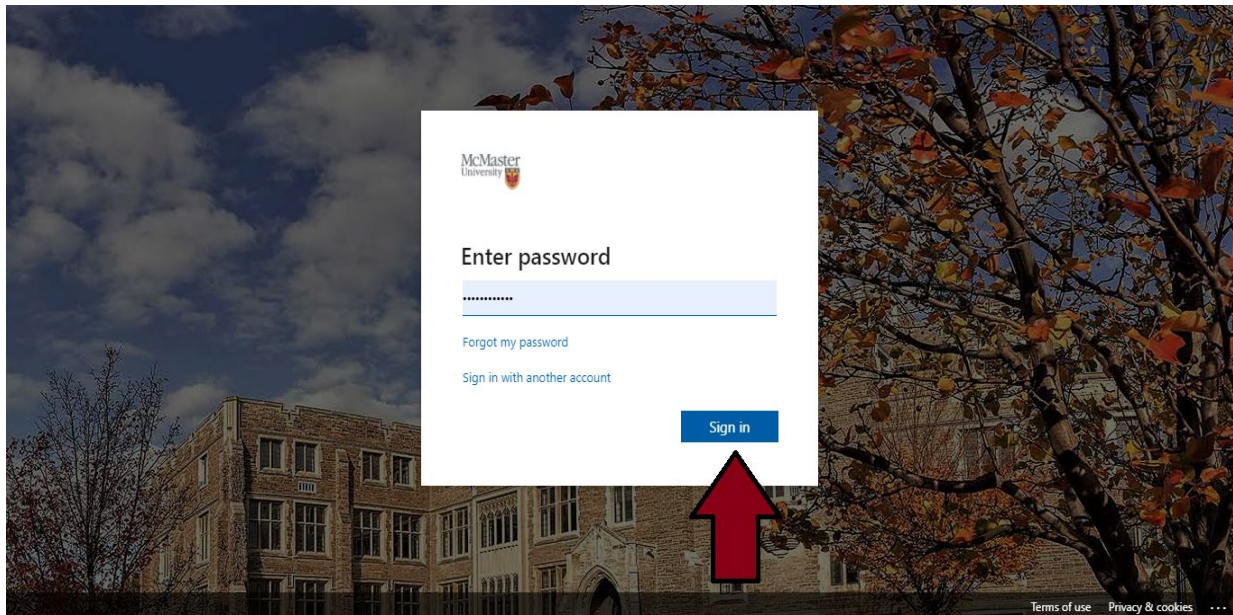 McMaster
University
Enter password
Forgot my password
Sign in with another account
Sign in
Terms of use Privacy & cookies ...